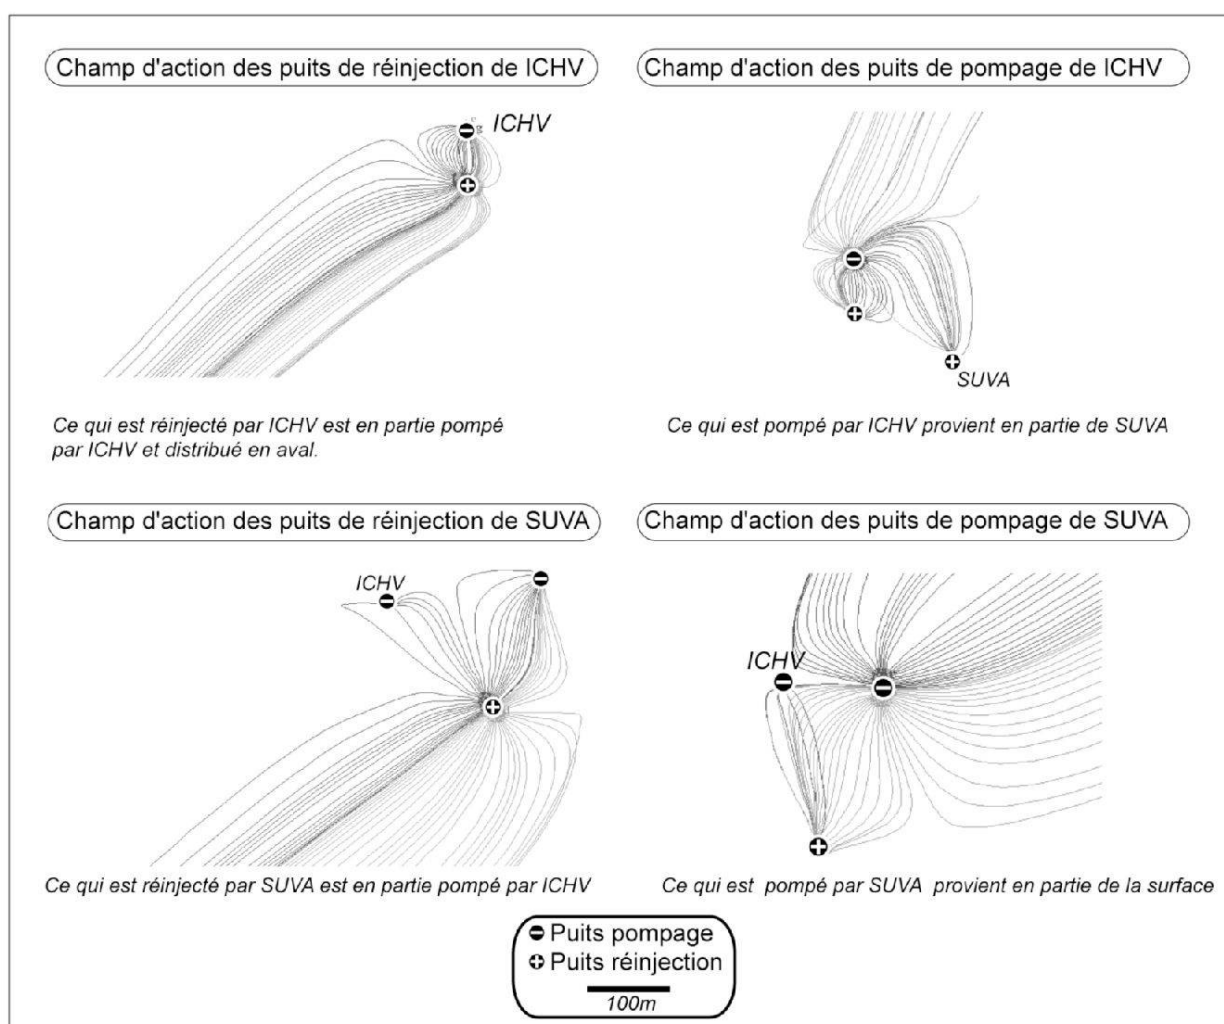 Champ d'action des puits de réinjection de ICHV
Champ d'action des puits de pompage de ICHV
ICHV
SUVA
Ce qui est réinjecté par ICHV est en partie pompé
par ICHV et distribué en aval.
Ce qui est pompé par ICHV provient en partie de SUVA
Champ d'action des puits de réinjection de SUVA
Champ d'action des puits de pompage de SUVA
ICHV
ICHV
Ce qui est réinjecté par SUVA est en partie pompé par ICHV
Ce qui est pompé par SUVA provient en partie de la surface
Puits pompage
Puits réinjection
100m